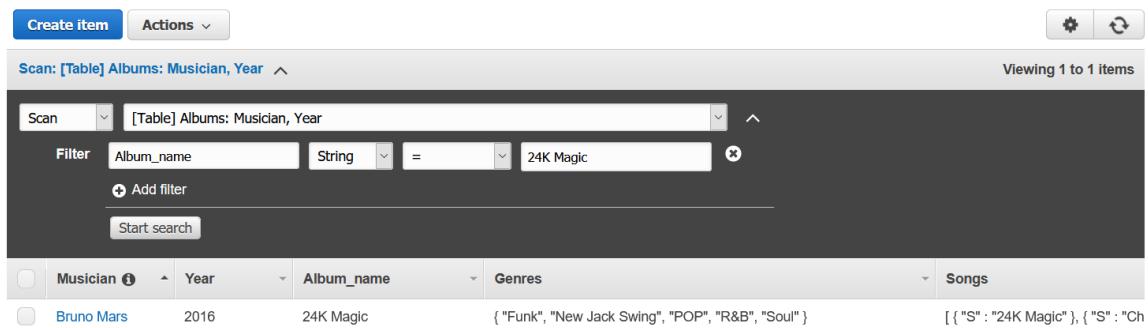 Create item Actions
Scan: [Table] Albums: Musician, Year Viewing 1 to 1 items
Scan [Table] Albums: Musician, Year
Filter Album_name String = 24K Magic
Add filter
Start search
Musician Year Album_name Genres Songs
Bruno Mars 2016 24K Magic { "Funk", "New Jack Swing", "POP", "R&B", "Soul" } [ { "S" : "24K Magic" }, { "S" : "Ch